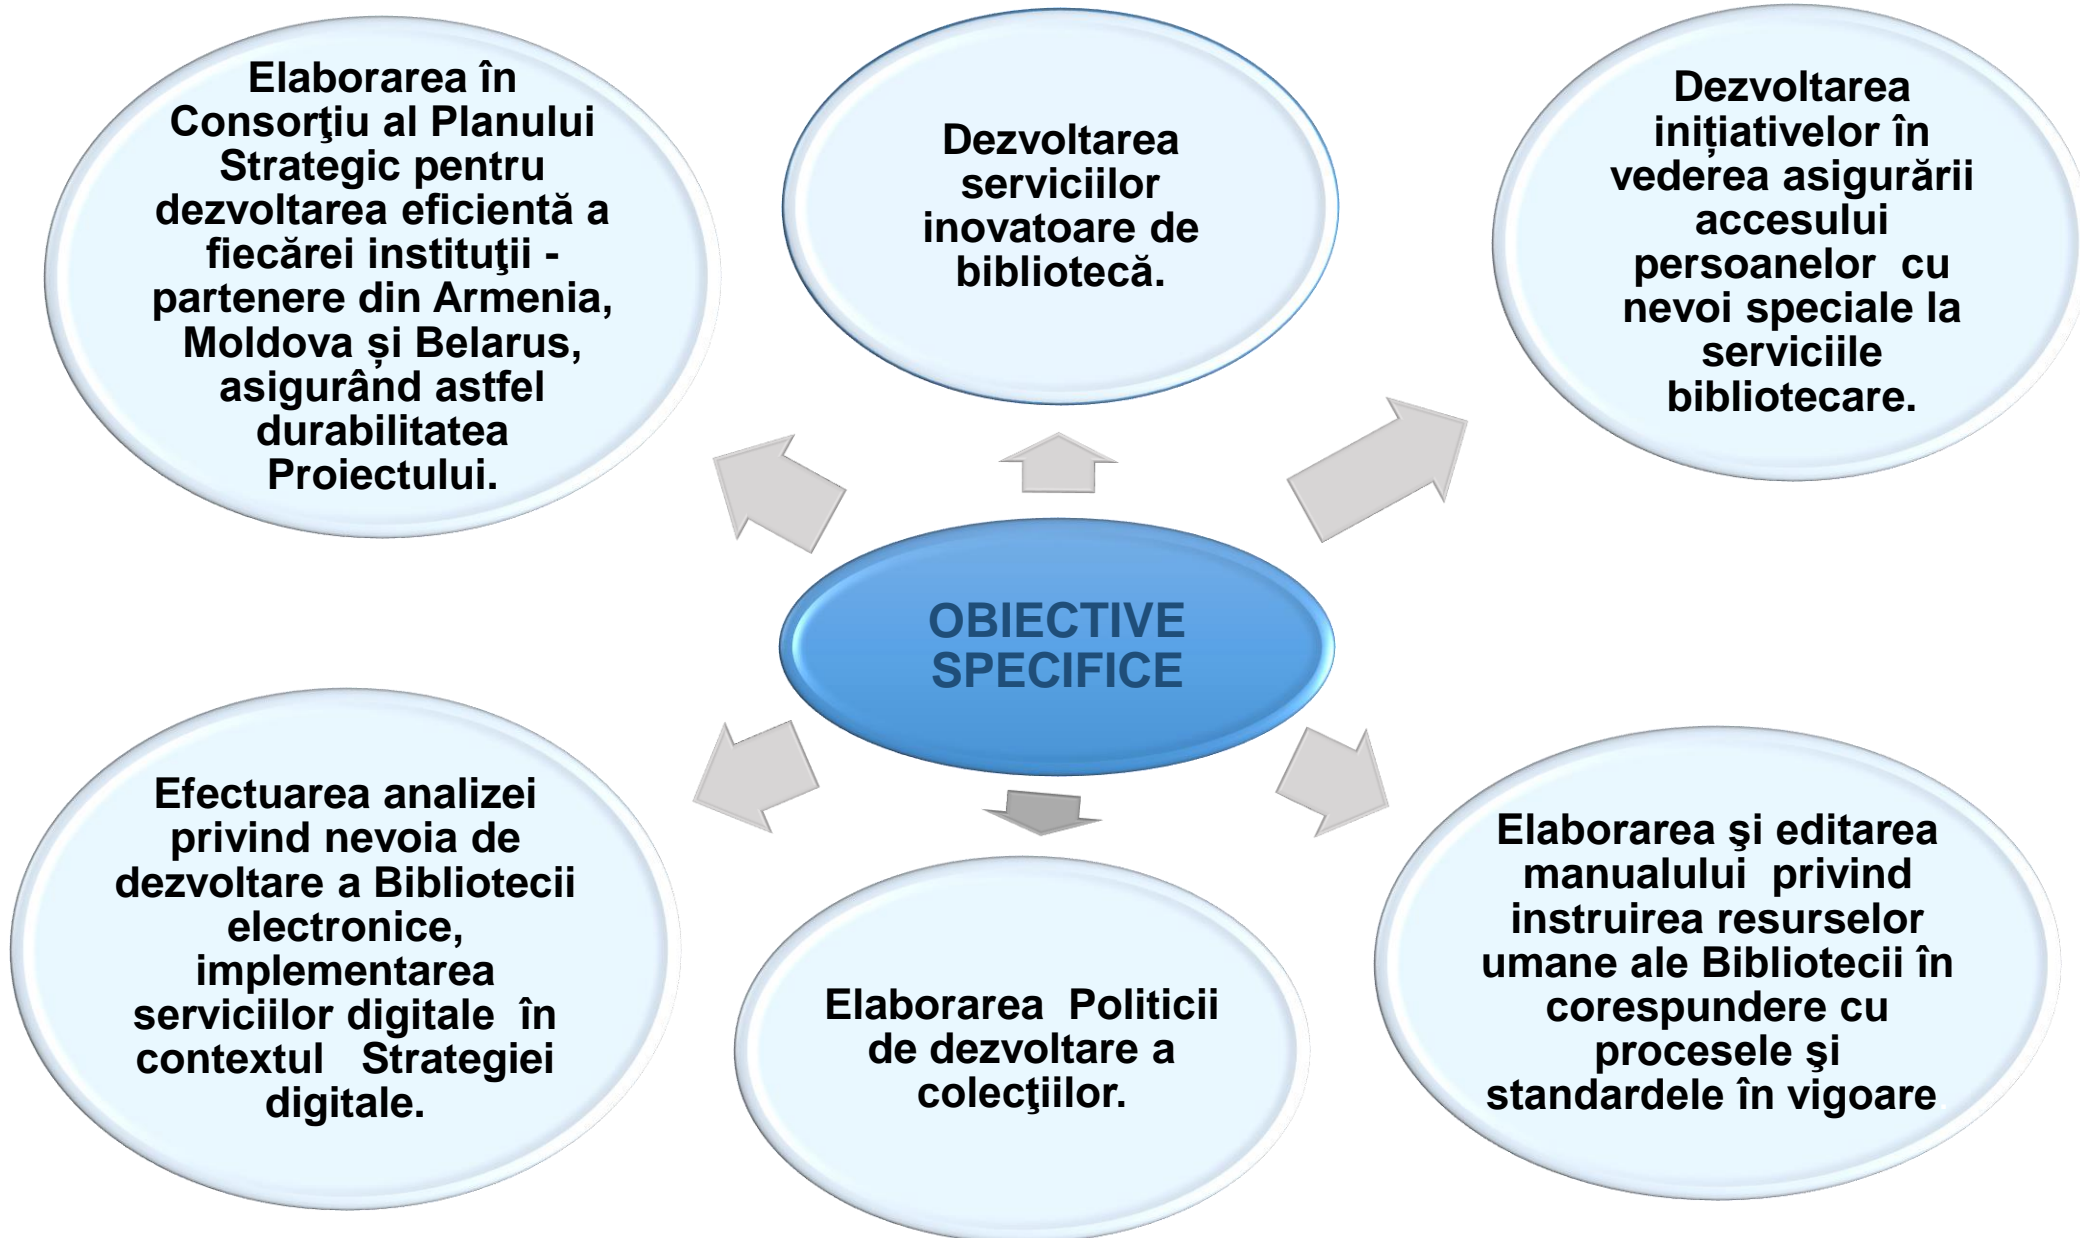 Elaborarea în
Consorţiu al Planului
Strategic pentru
dezvoltarea eficientă a
fiecărei instituţii -
partenere din Armenia,
Moldova și Belarus,
asigurând astfel
durabilitatea
Proiectului.
Dezvoltarea
serviciilor
inovatoare de
bibliotecă.
Dezvoltarea
inițiativelor în
vederea asigurării
accesului
persoanelor  cu
nevoi speciale la
serviciile
bibliotecare.
OBIECTIVE
SPECIFICE
Efectuarea analizei
privind nevoia de
dezvoltare a Bibliotecii
electronice,
implementarea
serviciilor digitale  în
contextul   Strategiei
digitale.
Elaborarea  Politicii
de dezvoltare a
colecţiilor.
Elaborarea şi editarea
manualului  privind
instruirea resurselor
umane ale Bibliotecii în
corespundere cu
procesele şi
standardele în vigoare.